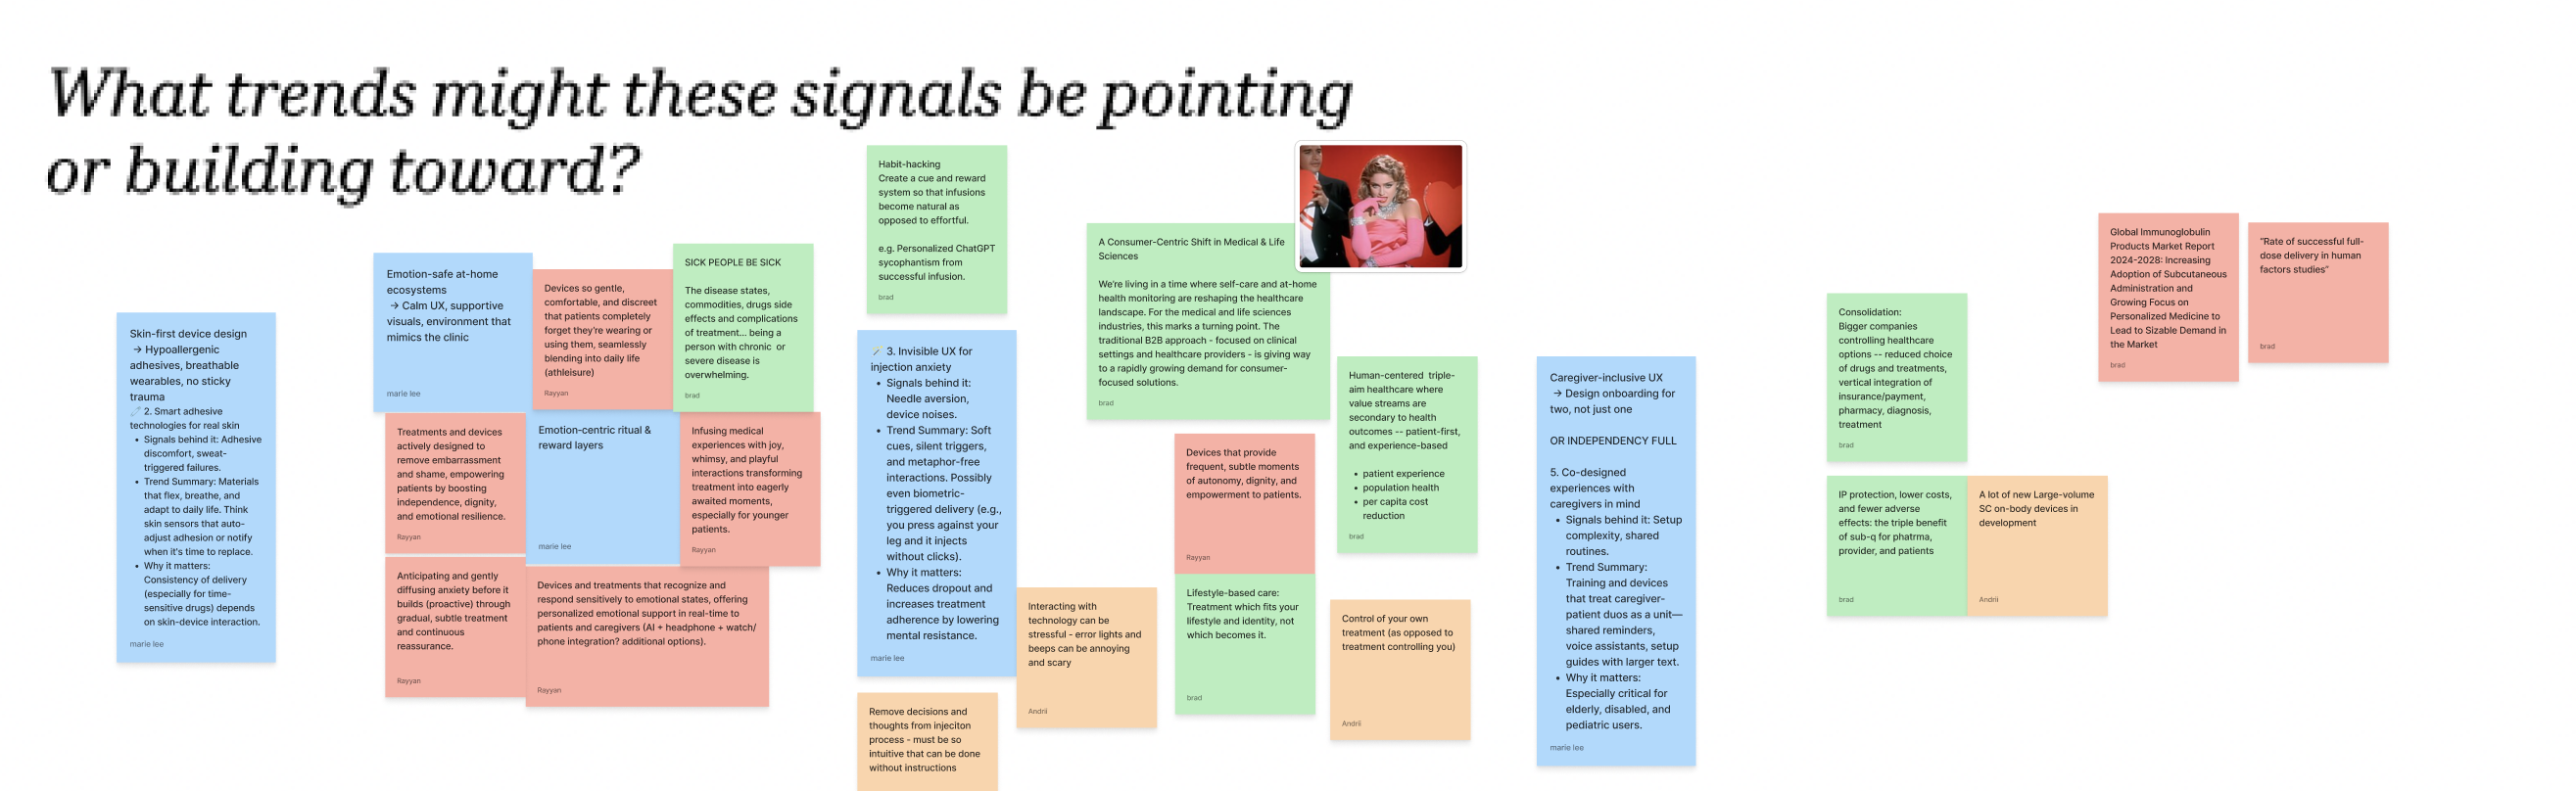 What trends might these signals be pointing
or building toward?
Skin-first device design
→ Hypoallergenic
adhesives, breathable
wearables, no sticky
trauma
2. Smart adhesive
technologies for real skin
• Signals behind it: Adhesive
discomfort, sweat-
triggered failures.
• Trend Summary: Materials
that flex, breathe, and
adapt to daily life. Think
skin sensors that auto-
adjust adhesion or notify
when it's time to replace.
• Why it matters:
Consistency of delivery
(especially for time-
sensitive drugs) depends
on skin-device interaction.
marie lee
Emotion-safe at-home
ecosystems
→ Calm UX, supportive
visuals, environment that
mimics the clinic
marie lee
Devices so gentle,
comfortable, and discreet
that patients completely
forget they're wearing or
using them, seamlessly
blending into daily life
(athleisure)
Rayyan
SICK PEOPLE BE SICK
The disease states,
commodities, drugs side
effects and complications
of treatment... being a
person with chronic or
severe disease is
overwhelming.
brad
Treatments and devices
actively designed to
remove embarrassment
and shame, empowering
patients by boosting
independence, dignity,
and emotional resilience.
Rayyan
Emotion-centric ritual &
reward layers
marie lee
Infusing medical
experiences with joy,
whimsy, and playful
interactions transforming
treatment into eagerly
awaited moments,
especially for younger
patients.
Rayyan
Anticipating and gently
diffusing anxiety before it
builds (proactive) through
gradual, subtle treatment
and continuous
reassurance.
Rayyan
Devices and treatments that recognize and
respond sensitively to emotional states, offering
personalized emotional support in real-time to
patients and caregivers (AI + headphone + watch/
phone integration? additional options).
Rayyan
Habit-hacking
Create a cue and reward
system so that infusions
become natural as
opposed to effortful.
e.g. Personalized ChatGPT
sycophantism from
successful infusion.
brad
3. Invisible UX for
injection anxiety
• Signals behind it:
Needle aversion,
device noises.
• Trend Summary: Soft
cues, silent triggers,
and metaphor-free
interactions. Possibly
even biometric-
triggered delivery (e.g.,
you press against your
leg and it injects
without clicks).
• Why it matters:
Reduces dropout and
increases treatment
adherence by lowering
mental resistance.
marie lee
Remove decisions and
thoughts from injeciton
process - must be so
intuitive that can be done
without instructions
Interacting with
technology can be
stressful - error lights and
beeps can be annoying
and scary
Andrii
A Consumer-Centric Shift in Medical & Life
Sciences
We're living in a time where self-care and at-home
health monitoring are reshaping the healthcare
landscape. For the medical and life sciences
industries, this marks a turning point. The
traditional B2B approach - focused on clinical
settings and healthcare providers - is giving way
to a rapidly growing demand for consumer-
focused solutions.
brad
Devices that provide
frequent, subtle moments
of autonomy, dignity, and
empowerment to patients.
Rayyan
Lifestyle-based care:
Treatment which fits your
lifestyle and identity, not
which becomes it.
brad
Human-centered triple-
aim healthcare where
value streams are
secondary to health
outcomes -- patient-first,
and experience-based
• patient experience
• population health
• per capita cost
reduction
brad
Control of your own
treatment (as opposed to
treatment controlling you)
Andrii
Caregiver-inclusive UX
→ Design onboarding for
two, not just one
OR INDEPENDENCY FULL
5. Co-designed
experiences with
caregivers in mind
• Signals behind it: Setup
complexity, shared
routines.
• Trend Summary:
Training and devices
that treat caregiver-
patient duos as a unit—
shared reminders,
voice assistants, setup
guides with larger text.
• Why it matters:
Especially critical for
elderly, disabled, and
pediatric users.
marie lee
Consolidation:
Bigger companies
controlling healthcare
options -- reduced choice
of drugs and treatments,
vertical integration of
insurance/payment,
pharmacy, diagnosis,
treatment
brad
IP protection, lower costs,
and fewer adverse
effects: the triple benefit
of sub-q for phatrma,
provider, and patients
brad
A lot of new Large-volume
SC on-body devices in
development
Andrii
Global Immunoglobulin
Products Market Report
2024-2028: Increasing
Adoption of Subcutaneous
Administration and
Growing Focus on
Personalized Medicine to
Lead to Sizable Demand in
the Market
brad
"Rate of successful full-
dose delivery in human
factors studies"
brad